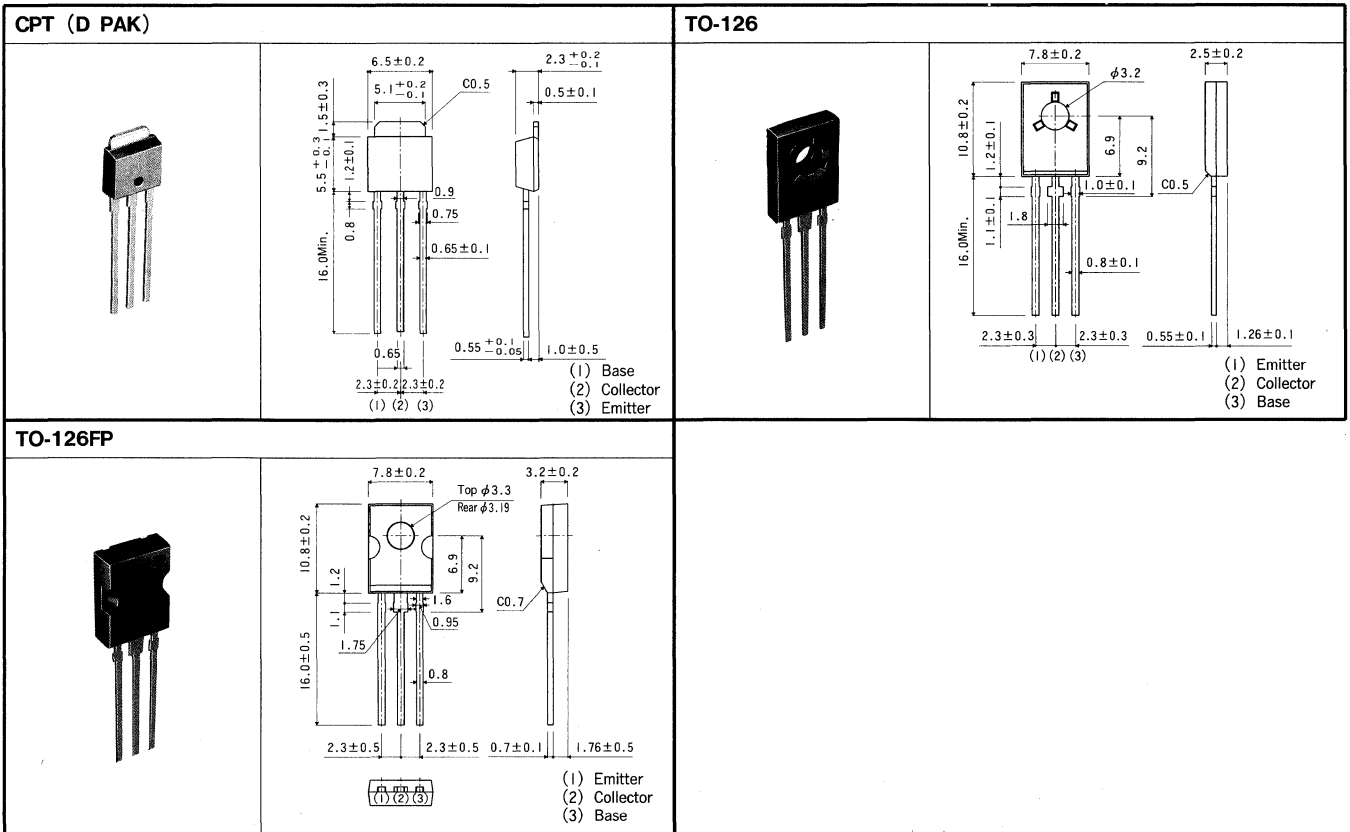 CPT (D PAK)
6.5±0.2
2.3 +0.2 −0.1
5.1 +0.2 −0.1
C0.5
0.5±0.1
1.5±0.3
5.5 +0.3 −0.1
1.2±0.1
0.9
0.75
0.8
0.65±0.1
16.0Min.
0.65
0.55 +0.1 −0.05
1.0±0.5
2.3±0.2
2.3±0.2
(1) (2) (3)
(1) Base
(2) Collector
(3) Emitter
TO-126
7.8±0.2
2.5±0.2
φ3.2
10.8±0.2
1.2±0.1
6.9
9.2
1.0±0.1
C0.5
1.1±0.1
1.8
16.0Min.
0.8±0.1
2.3±0.3
2.3±0.3
0.55±0.1
1.26±0.1
(1) (2) (3)
(1) Emitter
(2) Collector
(3) Base
TO-126FP
7.8±0.2
3.2±0.2
Top φ3.3
Rear φ3.19
10.8±0.2
1.2
6.9
9.2
1.6
C0.7
1.1
0.95
1.75
16.0±0.5
0.8
2.3±0.5
2.3±0.5
0.7±0.1
1.76±0.5
(1) (2) (3)
(1) Emitter
(2) Collector
(3) Base